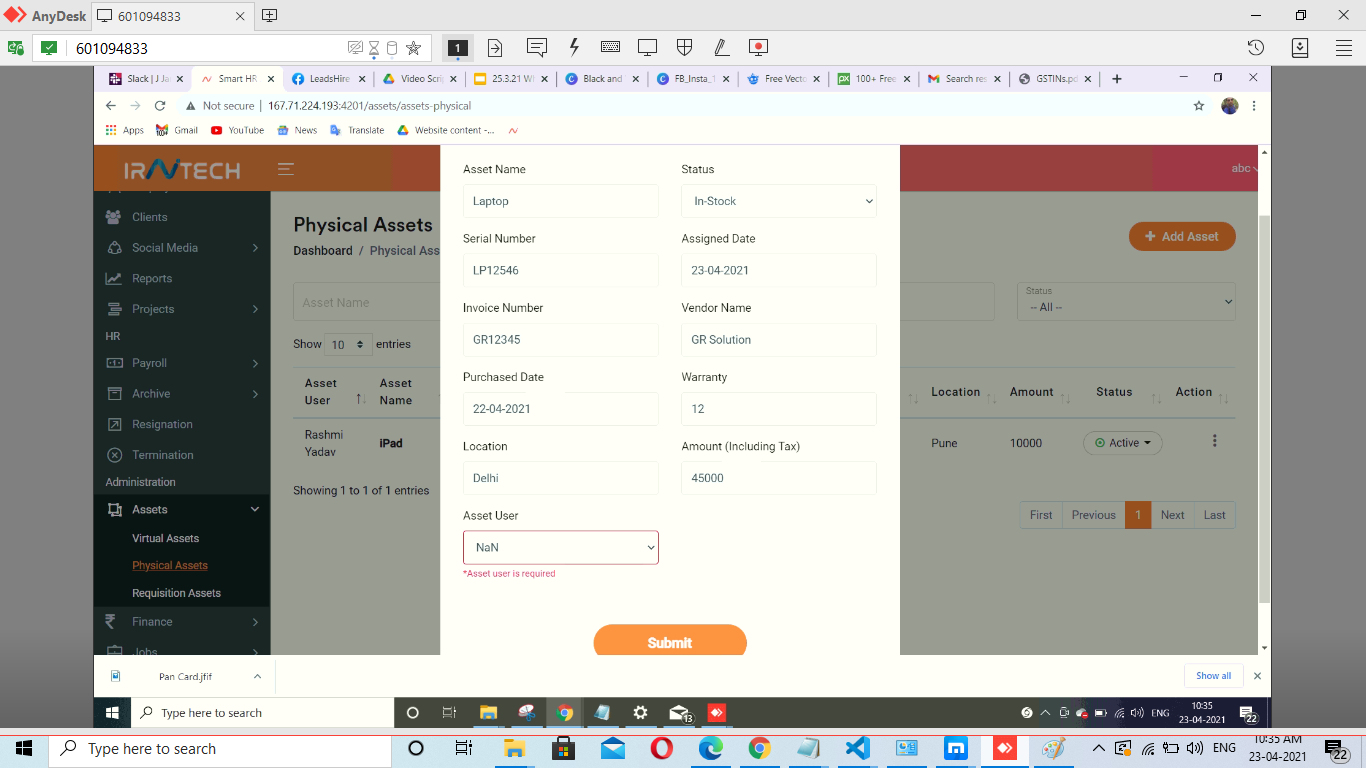 AnyDesk
601094833
601094833
1
Slack | J Ja
Smart HR
LeadsHire
Video Scri
25.3.21 W
Black and
FB_Insta_1
Free Vecto
100+ Free
Search res
GSTINs.pd
Not secure | 167.71.224.193:4201/assets/assets-physical
Apps
Gmail
YouTube
News
Translate
Website content -...
IRAVTECH
abc
Clients
Social Media
Reports
Projects
HR
Payroll
Archive
Resignation
Termination
Administration
Assets
Virtual Assets
Physical Assets
Requisition Assets
Finance
Jobs
Physical Assets
Dashboard / Physical Ass
+ Add Asset
Asset Name
Status
-- All --
Show 10 entries
Asset User
Asset Name
Location
Amount
Status
Action
Rashmi Yadav
iPad
Pune
10000
Active
Showing 1 to 1 of 1 entries
First
Previous
1
Next
Last
Asset Name
Laptop
Status
In-Stock
Serial Number
LP12546
Assigned Date
23-04-2021
Invoice Number
GR12345
Vendor Name
GR Solution
Purchased Date
22-04-2021
Warranty
12
Location
Delhi
Amount (Including Tax)
45000
Asset User
NaN
*Asset user is required
Submit
Pan Card.jfif
Show all
Type here to search
13
ENG
10:35
23-04-2021
22
Type here to search
ENG
10:35 AM
23-04-2021
22